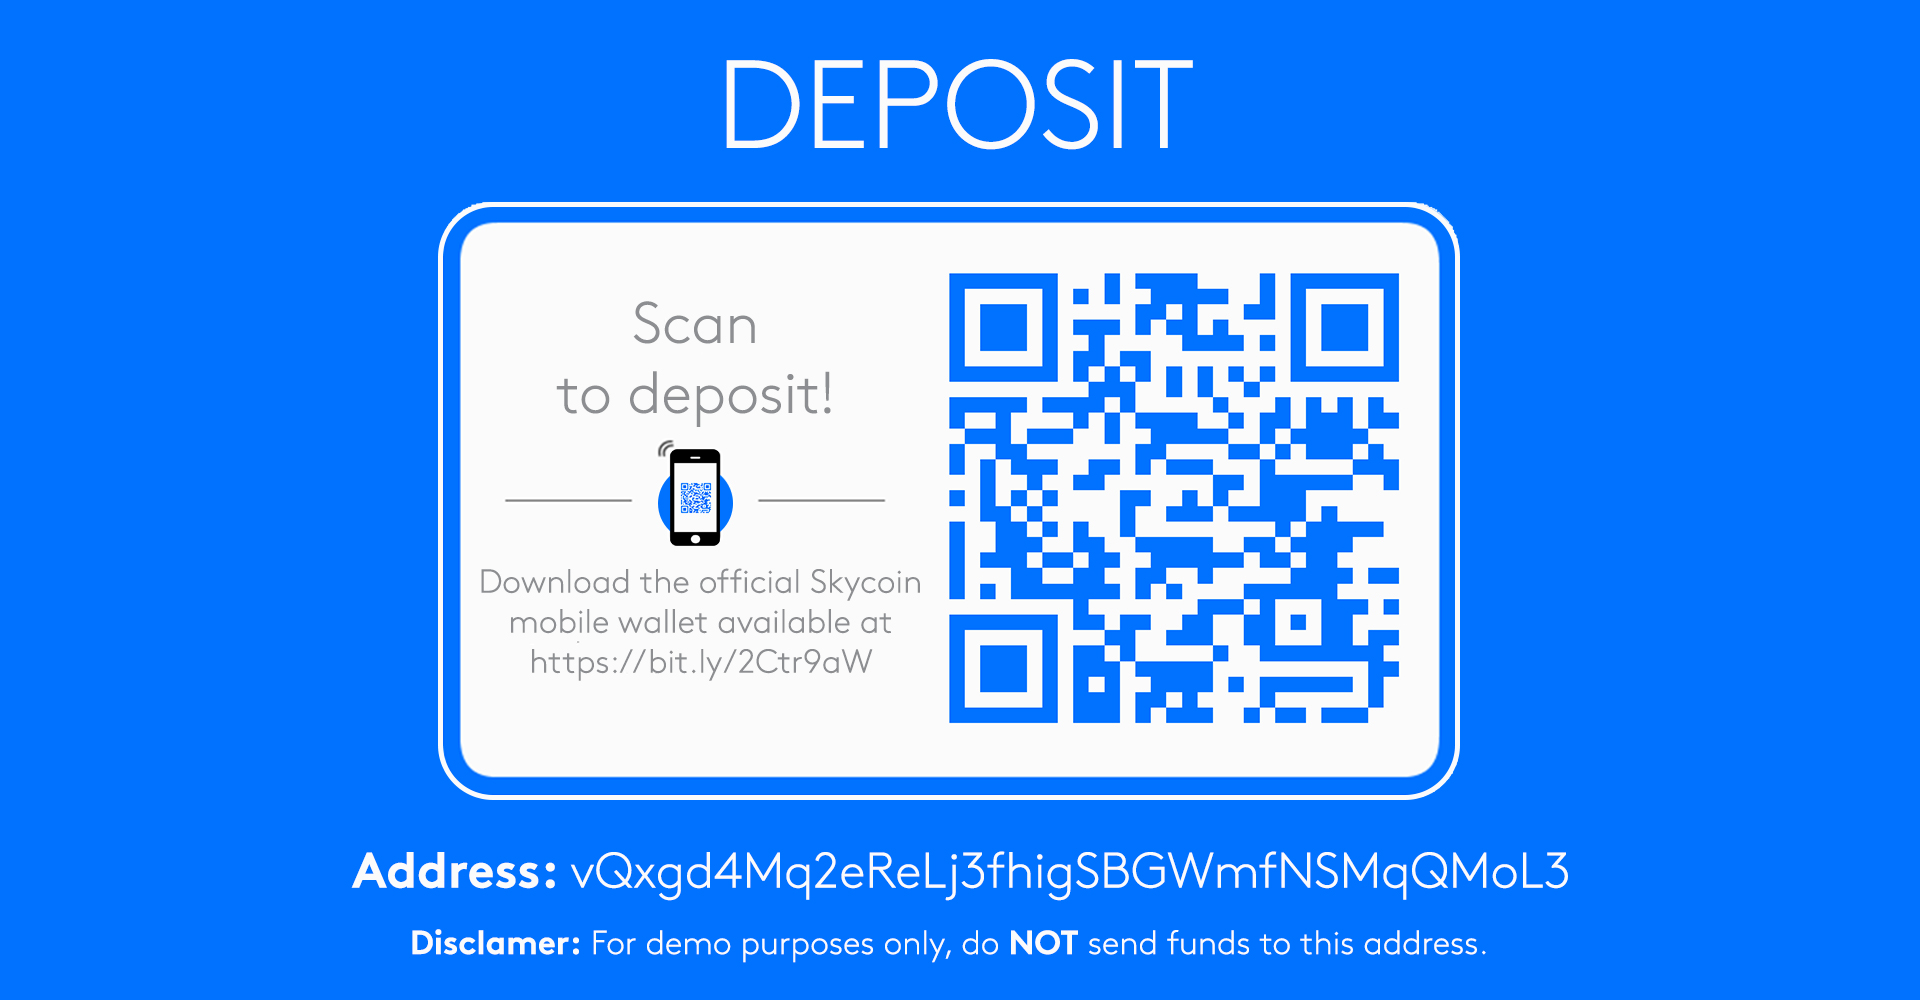 DEPOSIT
Scan
to deposit!
Download the official Skycoin
mobile wallet available at
https://bit.ly/2Ctr9aW
Address: vQxgd4Mq2eReLj3fhigSBGWmfNSMqQMoL3
Disclamer: For demo purposes only, do NOT send funds to this address.